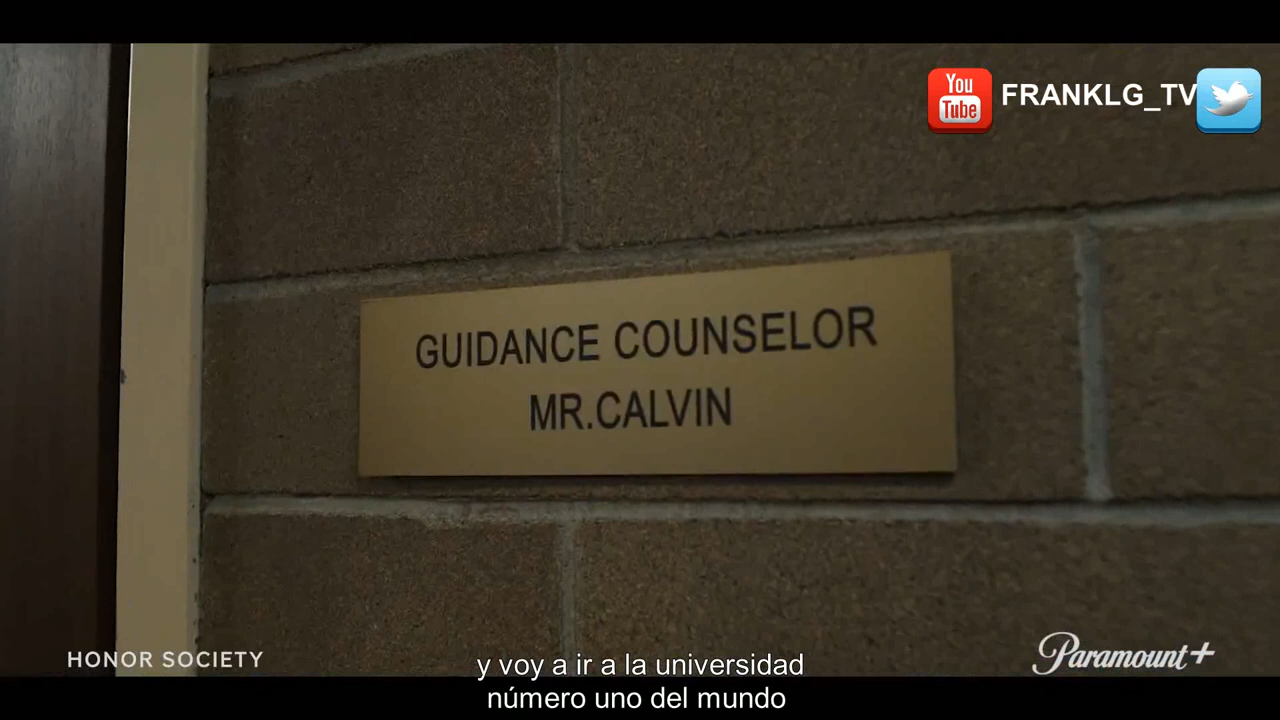 You
Tube
FRANKLG_TV
GUIDANCE COUNSELOR
MR.CALVIN
HONOR SOCIETY
Paramount+
y voy a ir a la universidad
número uno del mundo